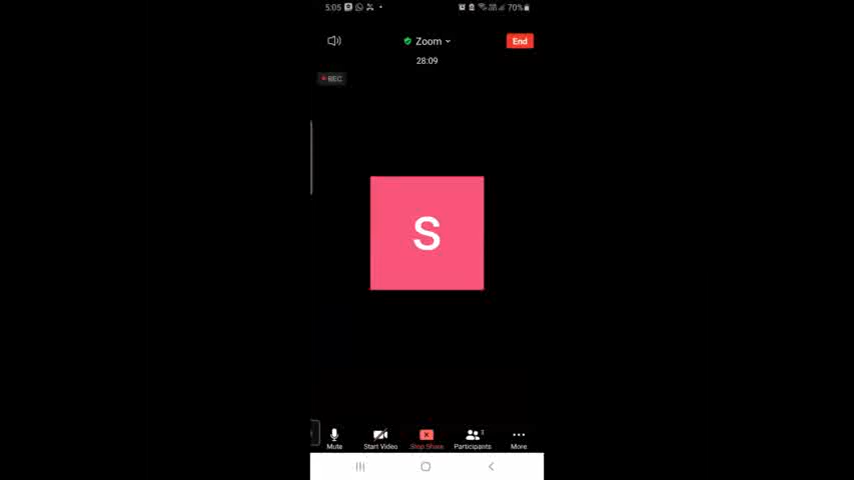 5:05 70%
Zoom End
28:09
REC
S
Mute Start Video Stop Share Participants More